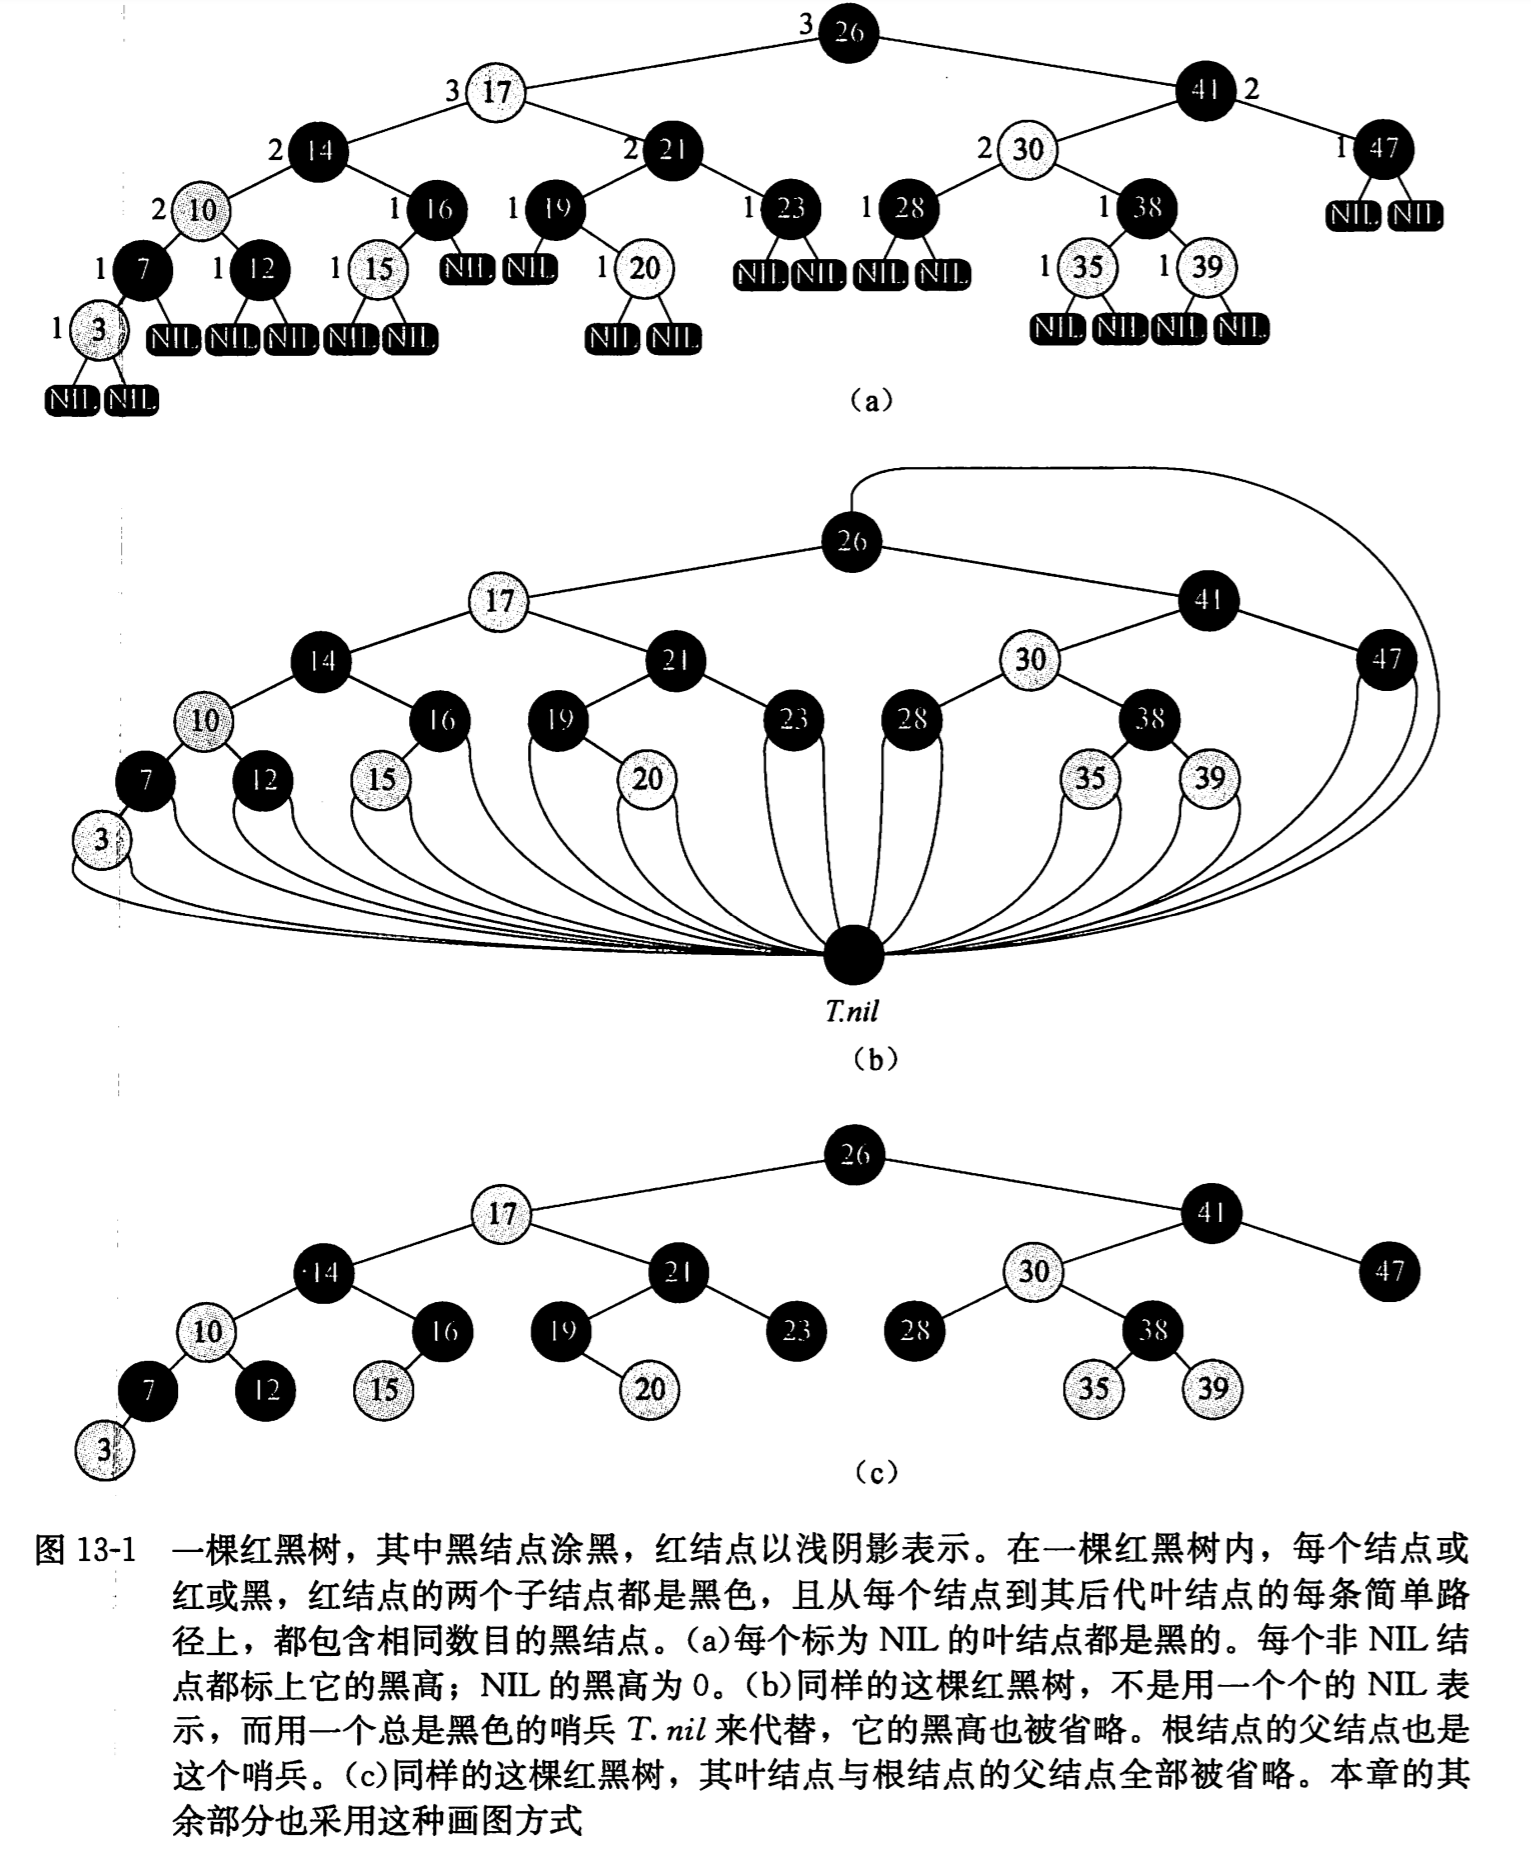 3 26
3 17 41 2
2 14 2 21 2 30 1 47
2 10 1 16 1 19 1 23 1 28 1 38 NIL NIL
1 7 1 12 1 15 NIL NIL 1 20 NIL NIL NIL NIL 1 35 1 39
1 3 NIL NIL NIL NIL NIL NIL NIL NIL NIL NIL NIL
NIL NIL
(a)
26
17 41
14 21 30 47
10 16 19 23 28 38
7 12 15 20 35 39
3
T.nil
(b)
26
17 41
14 21 30 47
10 16 19 23 28 38
7 12 15 20 35 39
3
(c)
图 13-1 一棵红黑树，其中黑结点涂黑，红结点以浅阴影表示。在一棵红黑树内，每个结点或
红或黑，红结点的两个子结点都是黑色，且从每个结点到其后代叶结点的每条简单路
径上，都包含相同数目的黑结点。(a)每个标为 NIL 的叶结点都是黑的。每个非 NIL 结
点都标上它的黑高；NIL 的黑高为 0。(b)同样的这棵红黑树，不是用一个个的 NIL 表
示，而用一个总是黑色的哨兵 T.nil 来代替，它的黑高也被省略。根结点的父结点也是
这个哨兵。(c)同样的这棵红黑树，其叶结点与根结点的父结点全部被省略。本章的其
余部分也采用这种画图方式